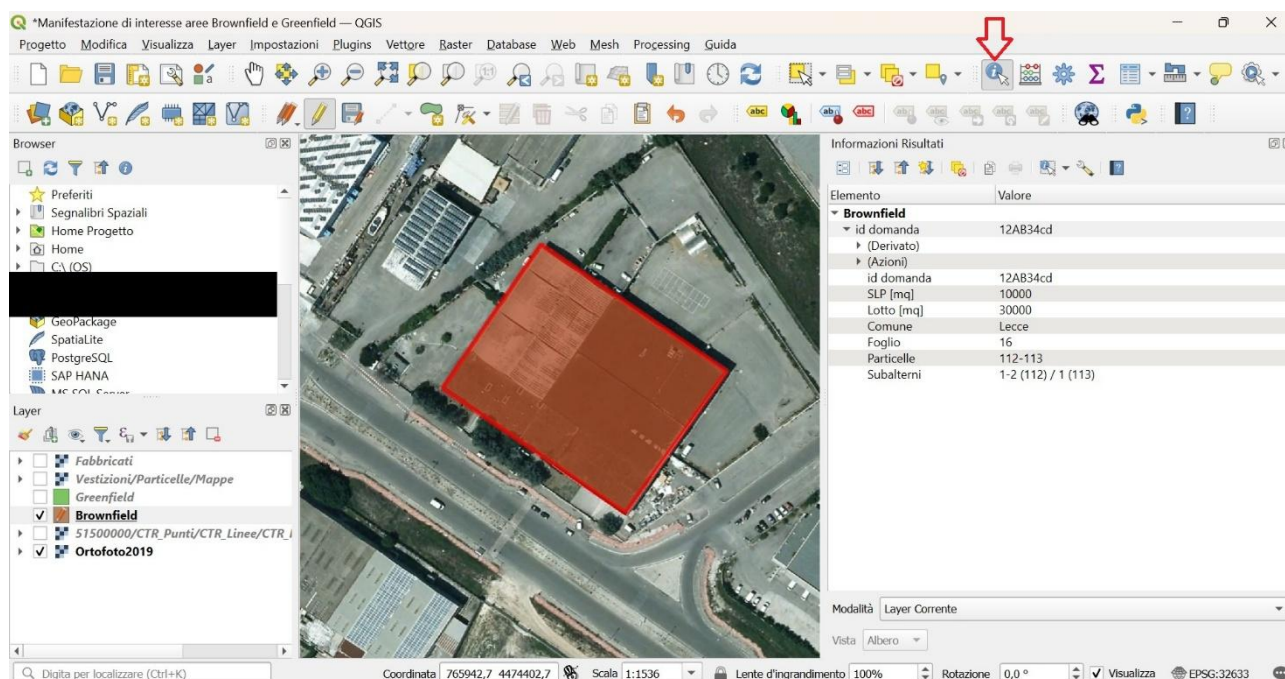 *Manifestazione di interesse aree Brownfield e Greenfield — QGIS
Progetto Modifica Visualizza Layer Impostazioni Plugins Vettore Raster Database Web Mesh Processing Guida
Browser
Preferiti
Segnalibri Spaziali
Home Progetto
Home
C:\ (OS)
GeoPackage
SpatiaLite
PostgreSQL
SAP HANA
MS SQL Server
Layer
Fabbricati
Vestizioni/Particelle/Mappe
Greenfield
Brownfield
51500000/CTR_Punti/CTR_Linee/CTR_
Ortofoto2019
Informazioni Risultati
Elemento Valore
Brownfield
id domanda 12AB34cd
(Derivato)
(Azioni)
id domanda 12AB34cd
SLP [mq] 10000
Lotto [mq] 30000
Comune Lecce
Foglio 16
Particelle 112-113
Subalterni 1-2 (112) / 1 (113)
Modalità Layer Corrente
Vista Albero
Digita per localizzare (Ctrl+K) Coordinata 765942,7 4474402,7 Scala 1:1536 Lente d'ingrandimento 100% Rotazione 0,0 ° Visualizza EPSG:32633